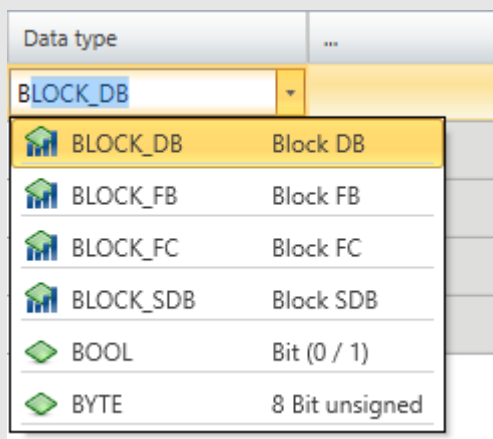 Data type ...
BLOCK_DB
BLOCK_DB Block DB
BLOCK_FB Block FB
BLOCK_FC Block FC
BLOCK_SDB Block SDB
BOOL Bit (0 / 1)
BYTE 8 Bit unsigned